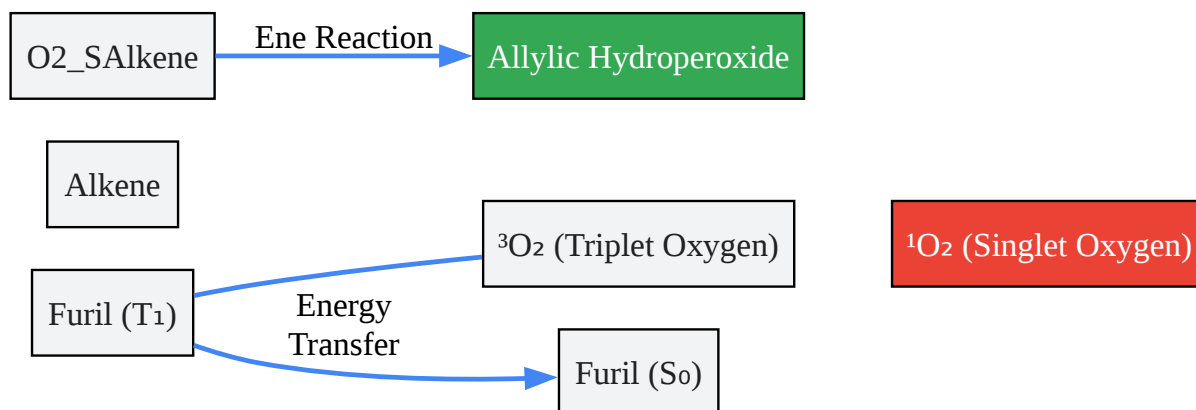 O2_SAlkene
Ene Reaction
Allylic Hydroperoxide
Alkene
³O₂ (Triplet Oxygen)
¹O₂ (Singlet Oxygen)
Furil (T₁)
Energy
Transfer
Furil (S₀)